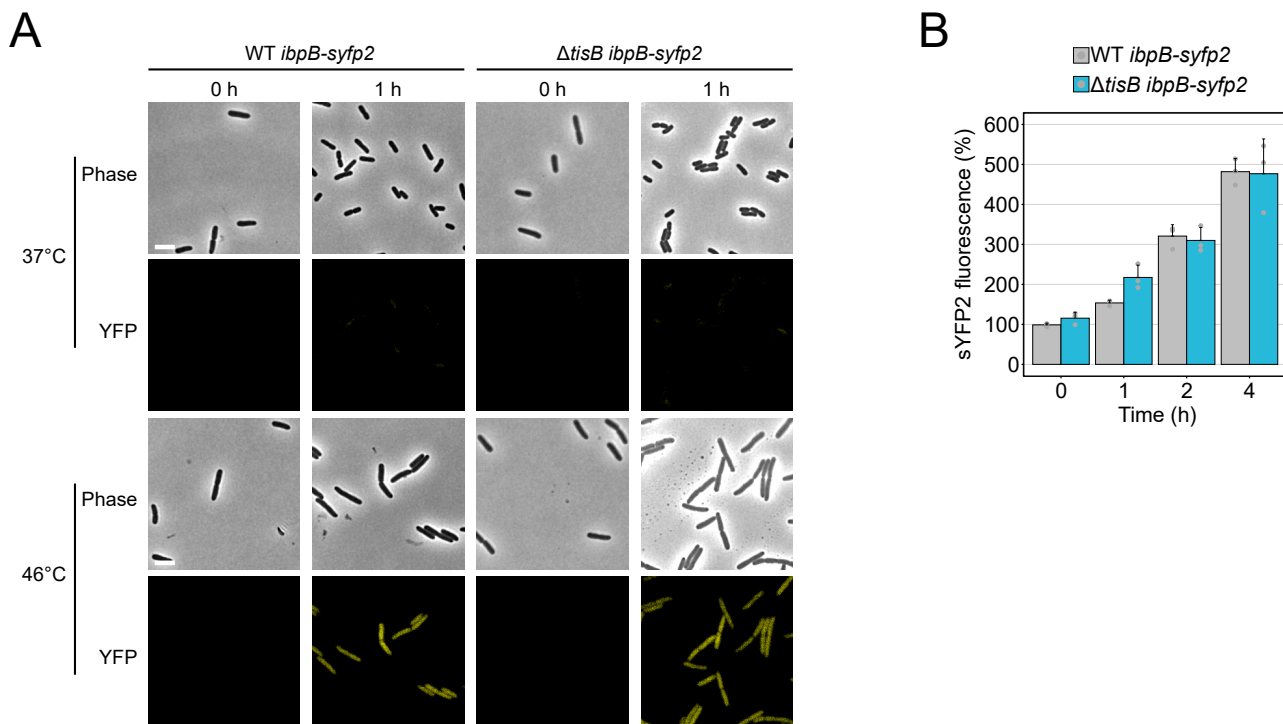 A
WT ibpB-syfp2
ΔtisB ibpB-syfp2
0 h
1 h
0 h
1 h
37°C
Phase
YFP
46°C
Phase
YFP
B
WT ibpB-syfp2
ΔtisB ibpB-syfp2
sYFP2 fluorescence (%)
600
500
400
300
200
100
0
0
1
2
4
Time (h)